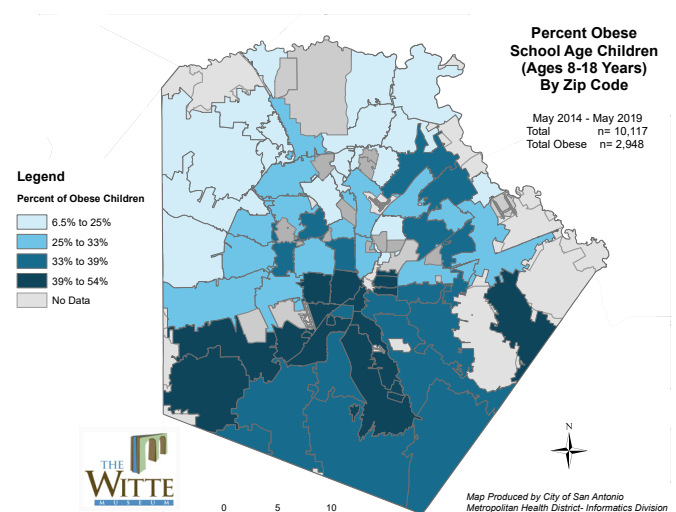 Percent Obese
School Age Children
(Ages 8-18 Years)
By Zip Code
May 2014 - May 2019
Total n= 10,117
Total Obese n= 2,948
Legend
Percent of Obese Children
6.5% to 25%
25% to 33%
33% to 39%
39% to 54%
No Data
THE
WITTE
MUSEUM
0 5 10
N
Map Produced by City of San Antonio
Metropolitan Health District- Informatics Division